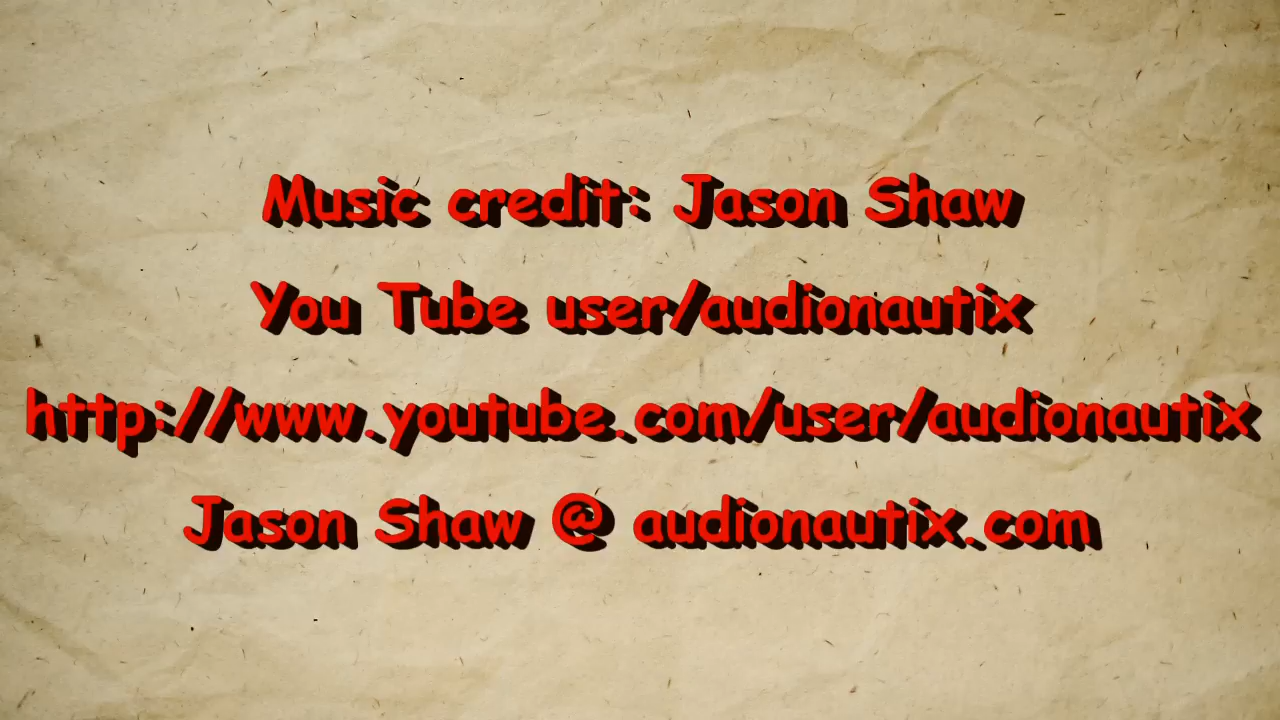 Music credit: Jason Shaw
You Tube user/audionautix
http://www.youtube.com/user/audionautix
Jason Shaw @ audionautix.com